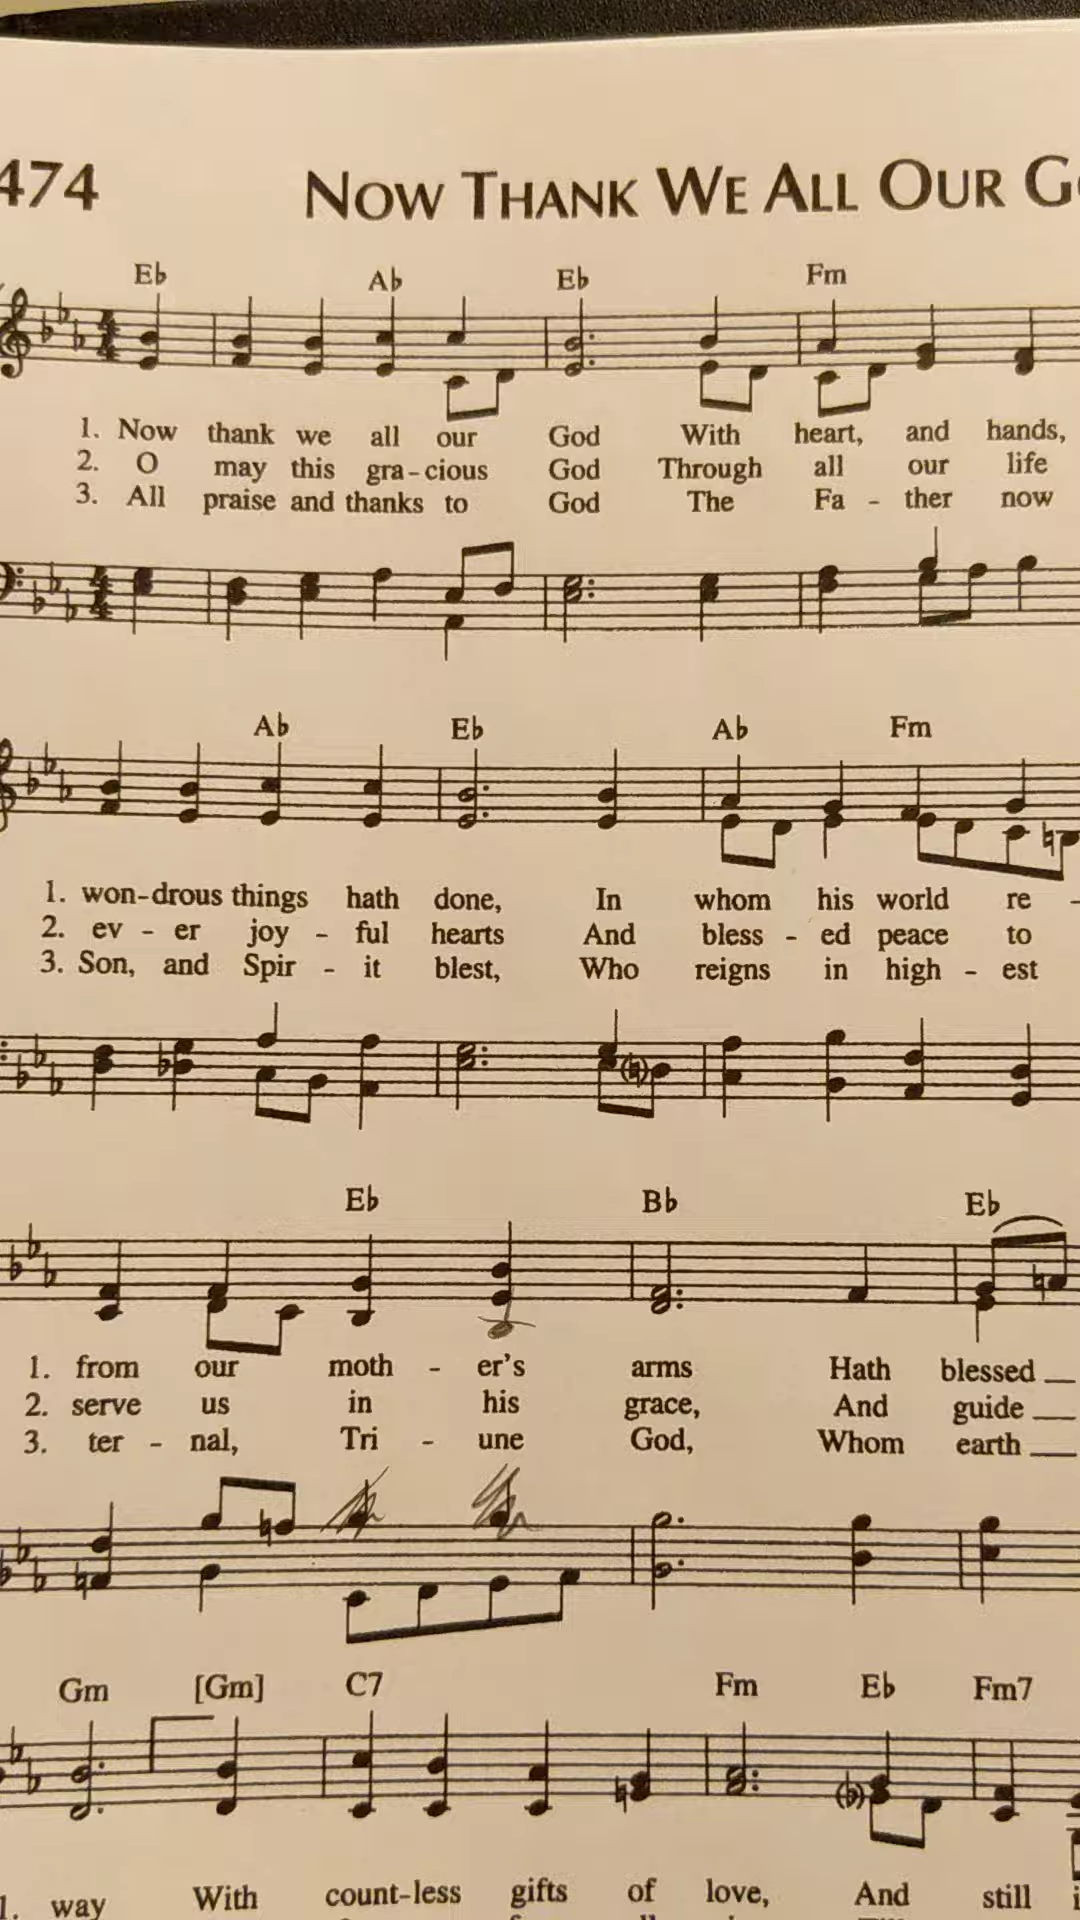 474 NOW THANK WE ALL OUR
Eb Ab Eb Fm
1. Now thank we all our God With heart, and hands,
2. O may this gra-cious God Through all our life
3. All praise and thanks to God The Fa - ther now
Ab Eb Ab Fm
1. won-drous things hath done, In whom his world re -
2. ev - er joy - ful hearts And bless - ed peace to
3. Son, and Spir - it blest, Who reigns in high - est
Eb Bb Eb
1. from our moth - er's arms Hath blessed
2. serve us in his grace, And guide
3. ter - nal, Tri - une God, Whom earth
Gm [Gm] C7 Fm Eb Fm7
1. way With count-less gifts of love, And still